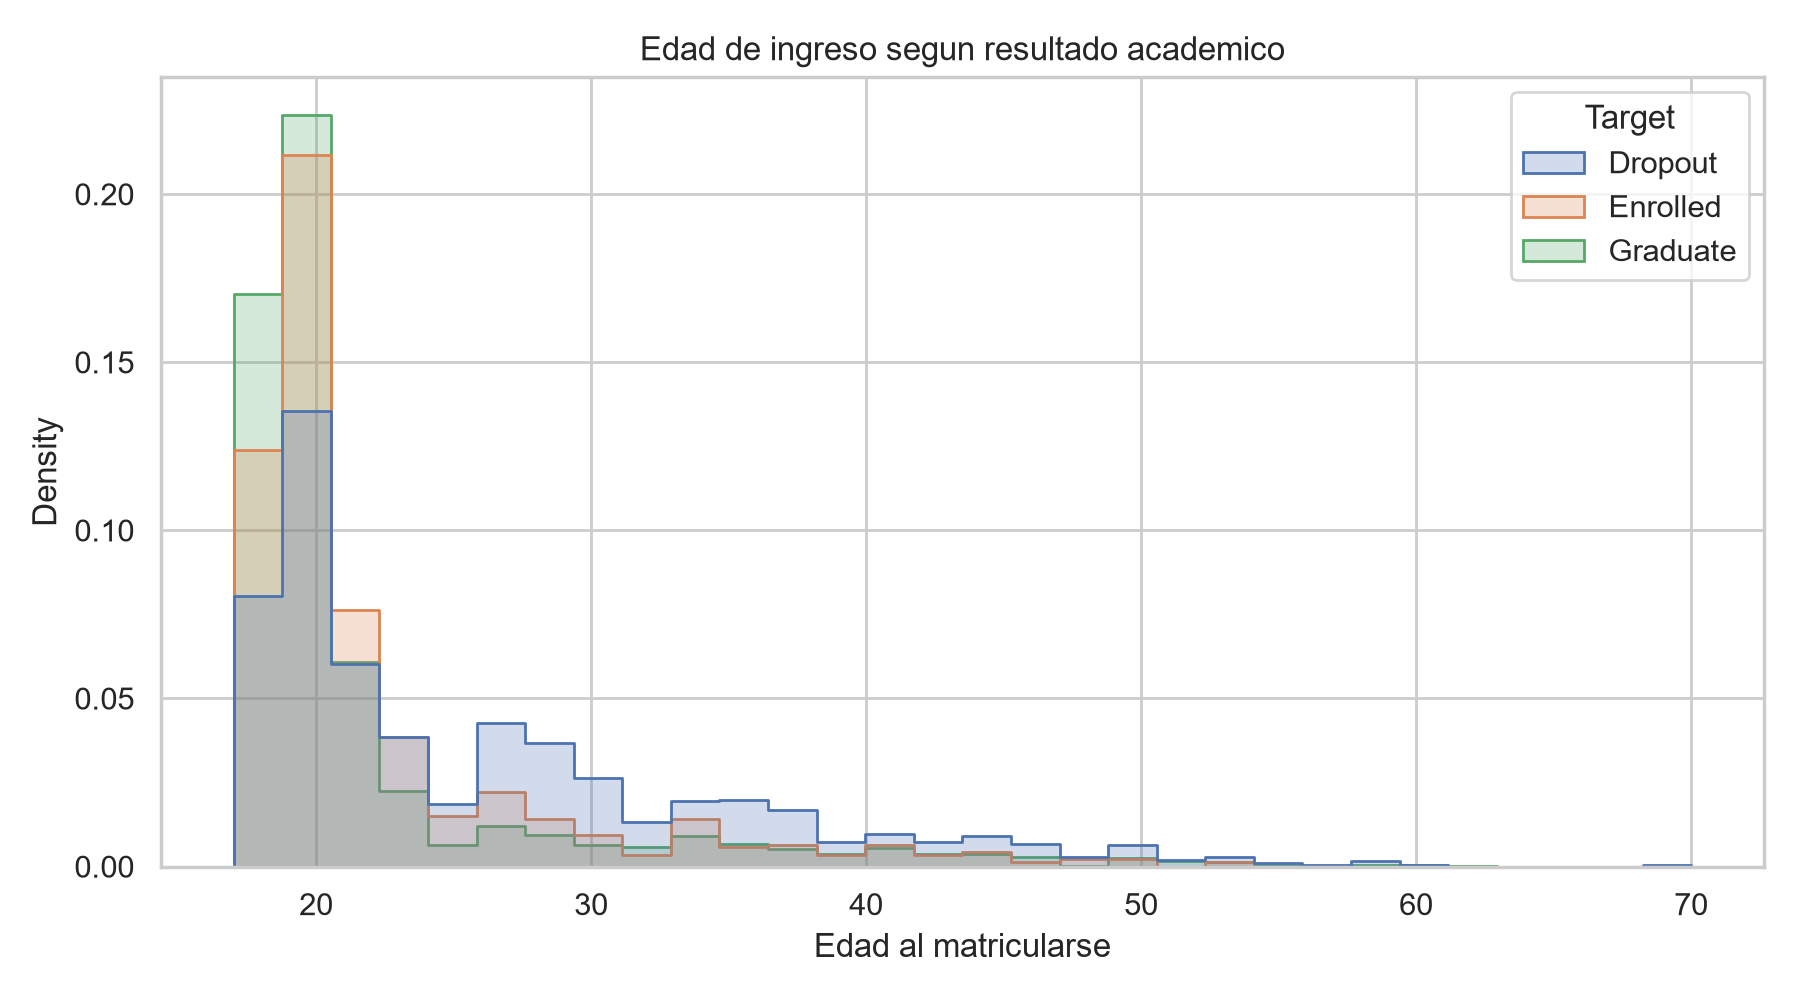 Edad de ingreso segun resultado academico
Target
Dropout
Enrolled
Graduate
Density
0.20
0.15
0.10
0.05
0.00
20 30 40 50 60 70
Edad al matricularse